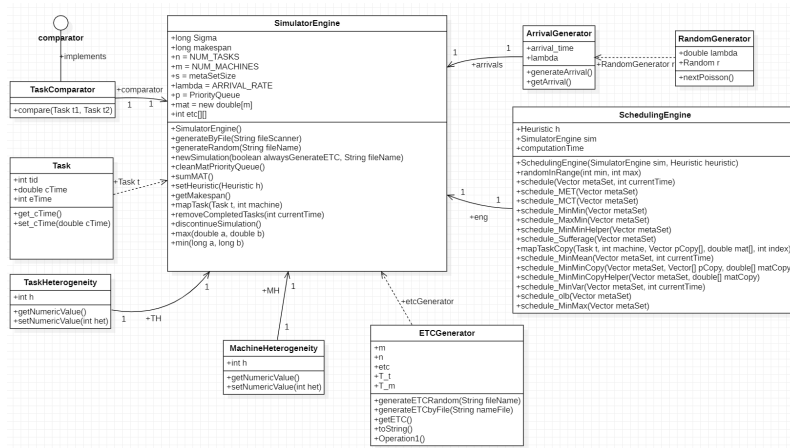 comparator
+implements
TaskComparator
+compare(Task t1, Task t2)
+comparator
1
1
Task
+int tid
+double cTime
+int eTime
+get_cTime()
+set_cTime(double cTime)
+Task t
TaskHeterogeneity
+int h
+getNumericValue()
+setNumericValue(int het)
1
+TH
1
SimulatorEngine
+long Sigma
+long makespan
+n = NUM_TASKS
+m = NUM_MACHINES
+s = metaSetSize
+lambda = ARRIVAL_RATE
+p = PriorityQueue
+mat = new double[m]
+int etc[][]
+SimulatorEngine()
+generateByFile(String fileScanner)
+generateRandom(String fileName)
+newSimulation(boolean alwaysGenerateETC, String fileName)
+cleanMatPriorityQueue()
+sumMAT()
+setHeuristic(Heuristic h)
+getMakespan()
+mapTask(Task t, int machine)
+removeCompletedTasks(int currentTime)
+discontinueSimulation()
+max(double a, double b)
+min(long a, long b)
1
+MH
1
MachineHeterogeneity
+int h
+getNumericValue()
+setNumericValue(int het)
+etcGenerator
ETCGenerator
+m
+n
+etc
+T_t
+T_m
+generateETCRandom(String fileName)
+generateETCbyFile(String nameFile)
+getETC()
+toString()
+Operation1()
1
1
+arrivals
ArrivalGenerator
+arrival_time
+lambda
+generateArrival()
+getArrival()
+RandomGenerator r
RandomGenerator
+double lambda
+Random r
+nextPoisson()
1
1
+eng
SchedulingEngine
+Heuristic h
+SimulatorEngine sim
+computationTime
+SchedulingEngine(SimulatorEngine sim, Heuristic heuristic)
+randomInRange(int min, int max)
+schedule(Vector metaSet, int currentTime)
+schedule_MET(Vector metaSet)
+schedule_MCT(Vector metaSet)
+schedule_MinMin(Vector metaSet)
+schedule_MaxMin(Vector metaSet)
+schedule_MinMinHelper(Vector metaSet)
+schedule_Sufferage(Vector metaSet)
+mapTaskCopy(Task t, int machine, Vector pCopy[], double mat[], int index)
+schedule_MinMean(Vector metaSet, int currentTime)
+schedule_MinMinCopy(Vector metaSet, Vector[] pCopy, double[] matCopy
+schedule_MinMinCopyHelper(Vector metaSet, double[] matCopy)
+schedule_MinVar(Vector metaSet, int currentTime)
+schedule_olb(Vector metaSet)
+schedule_MinMax(Vector metaSet)